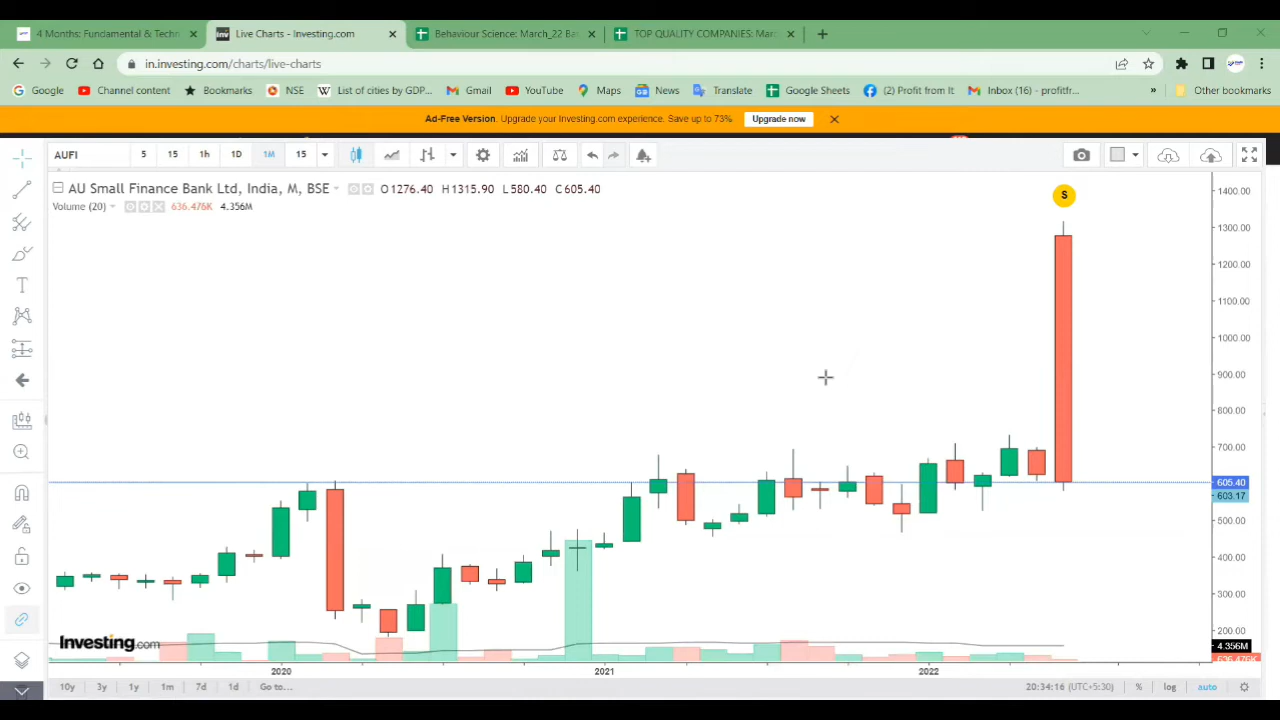 4 Months: Fundamental & Techn
Live Charts - Investing.com
Behaviour Science: March_22 Ba
TOP QUALITY COMPANIES: Mar
in.investing.com/charts/live-charts
Google
Channel content
Bookmarks
NSE
List of cities by GDP...
Gmail
YouTube
Maps
News
Translate
Google Sheets
(2) Profit from It
Inbox (16) - profitfr...
Other bookmarks
Ad-Free Version. Upgrade your Investing.com experience. Save up to 73%
Upgrade now
AUFI
5
15
1h
1D
1M
15
AU Small Finance Bank Ltd, India, M, BSE
O1276.40 H1315.90 L580.40 C605.40
Volume (20)
636.476K 4.356M
S
1400.00
1300.00
1200.00
1100.00
1000.00
900.00
800.00
700.00
605.40
603.17
500.00
400.00
300.00
200.00
4.356M
636.476K
Investing.com
2020
2021
2022
10y
3y
1y
1m
7d
1d
Go to...
20:34:16 (UTC+5:30)
%
log
auto